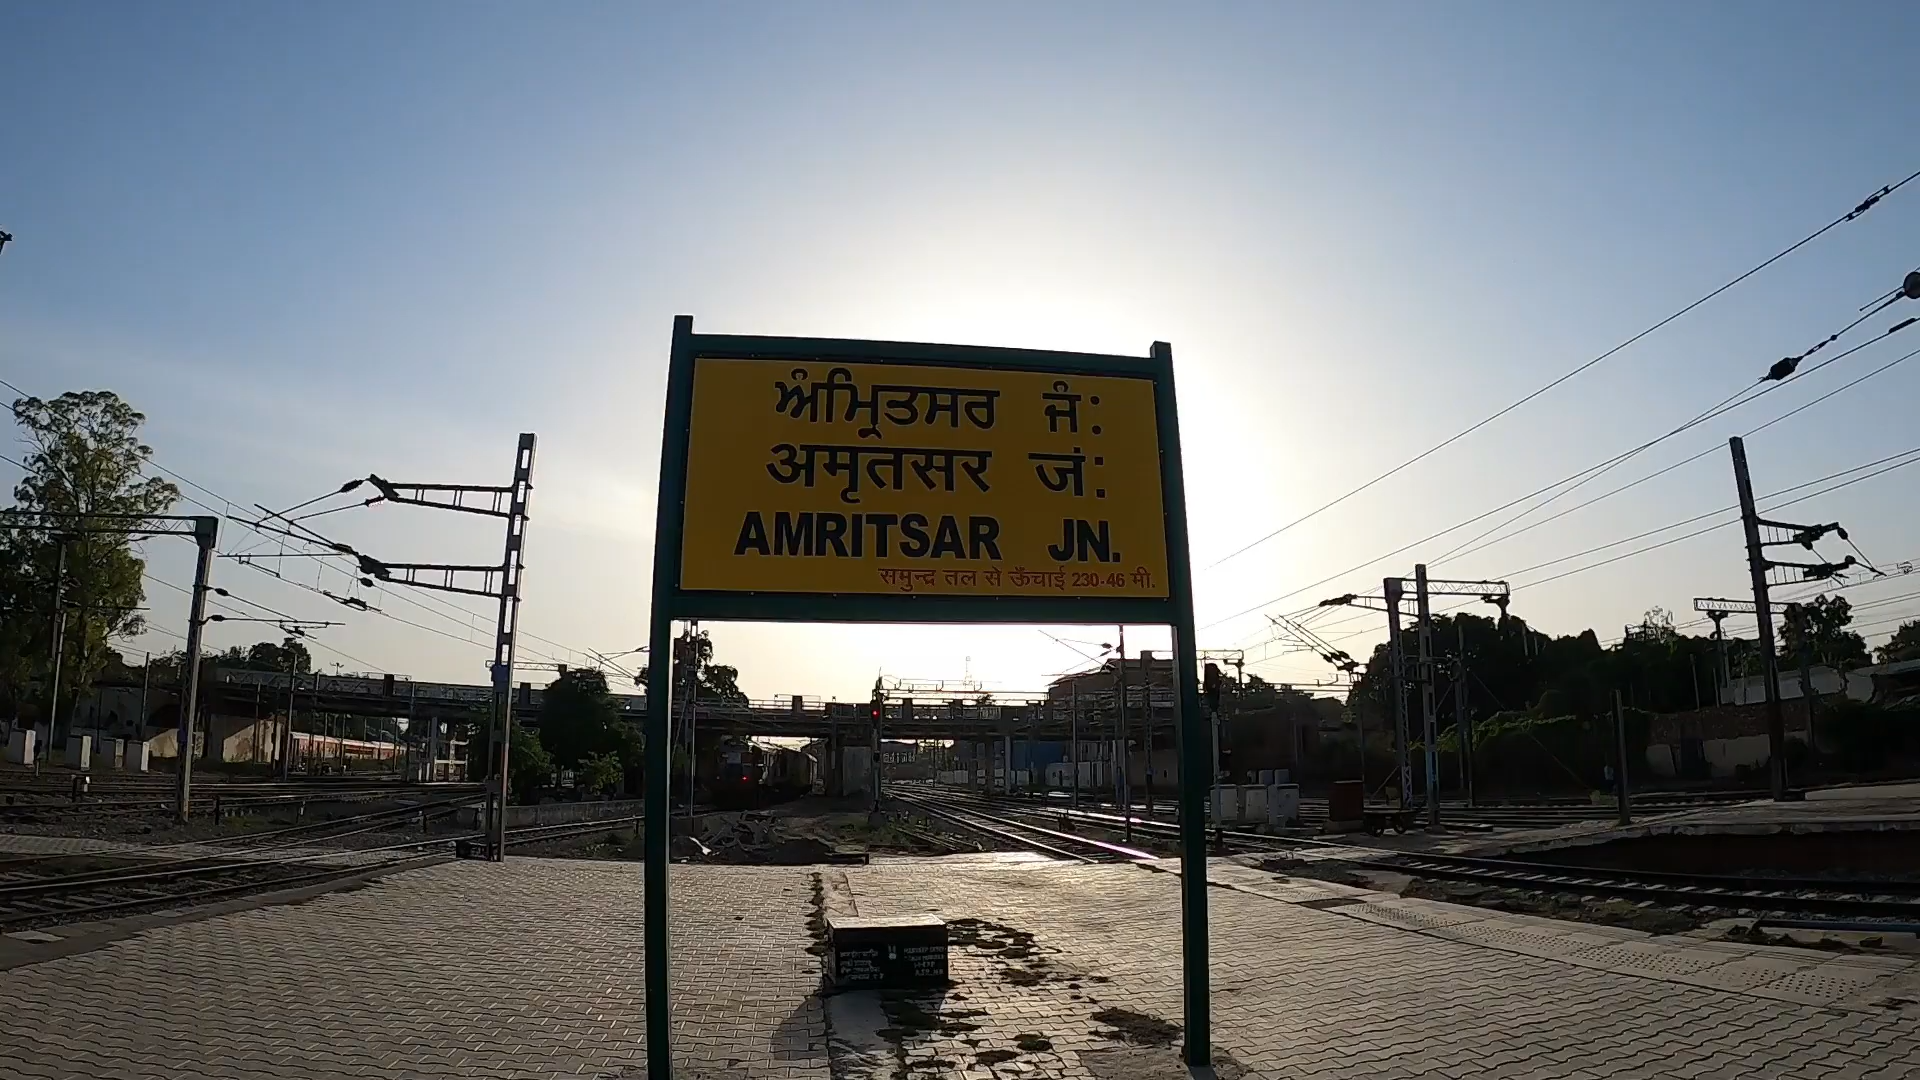 ਅੰਮ੍ਰਿਤਸਰ ਜੰ:
अमृतसर जं:
AMRITSAR JN.
समुन्द्र तल से ऊँचाई 230-46 मी.